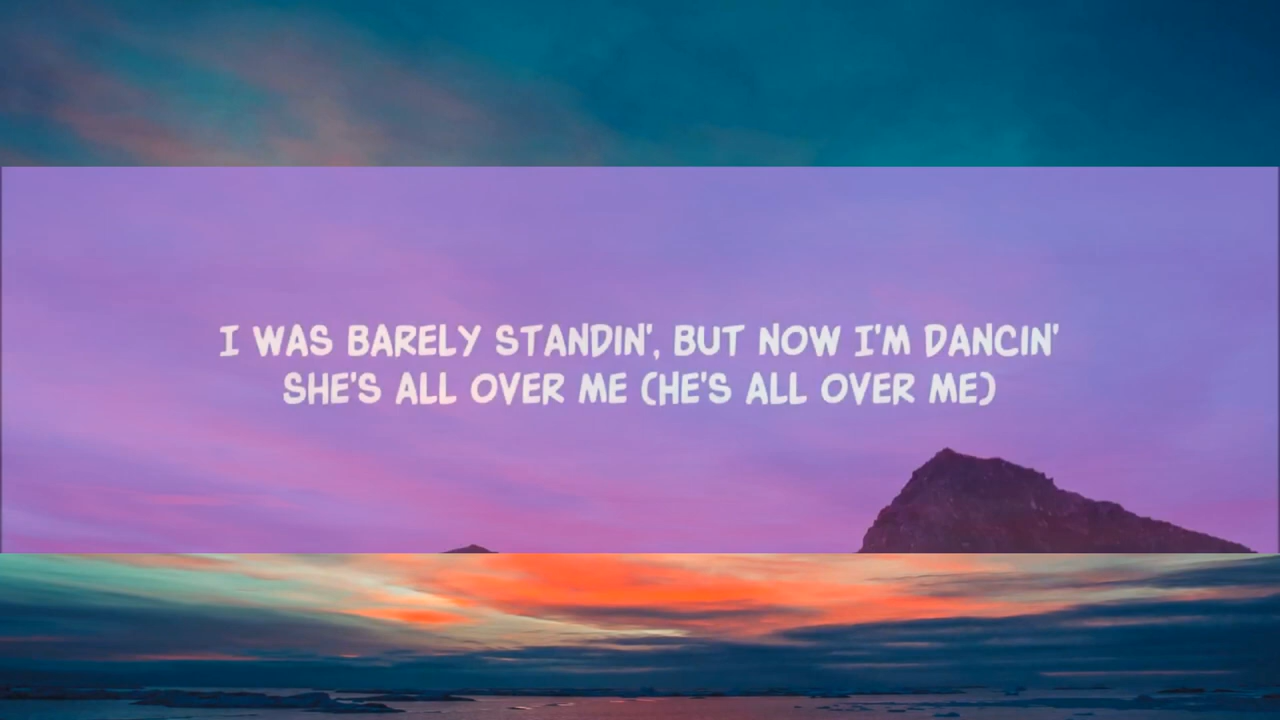 I WAS BARELY STANDIN', BUT NOW I'M DANCIN'
SHE'S ALL OVER ME (HE'S ALL OVER ME)